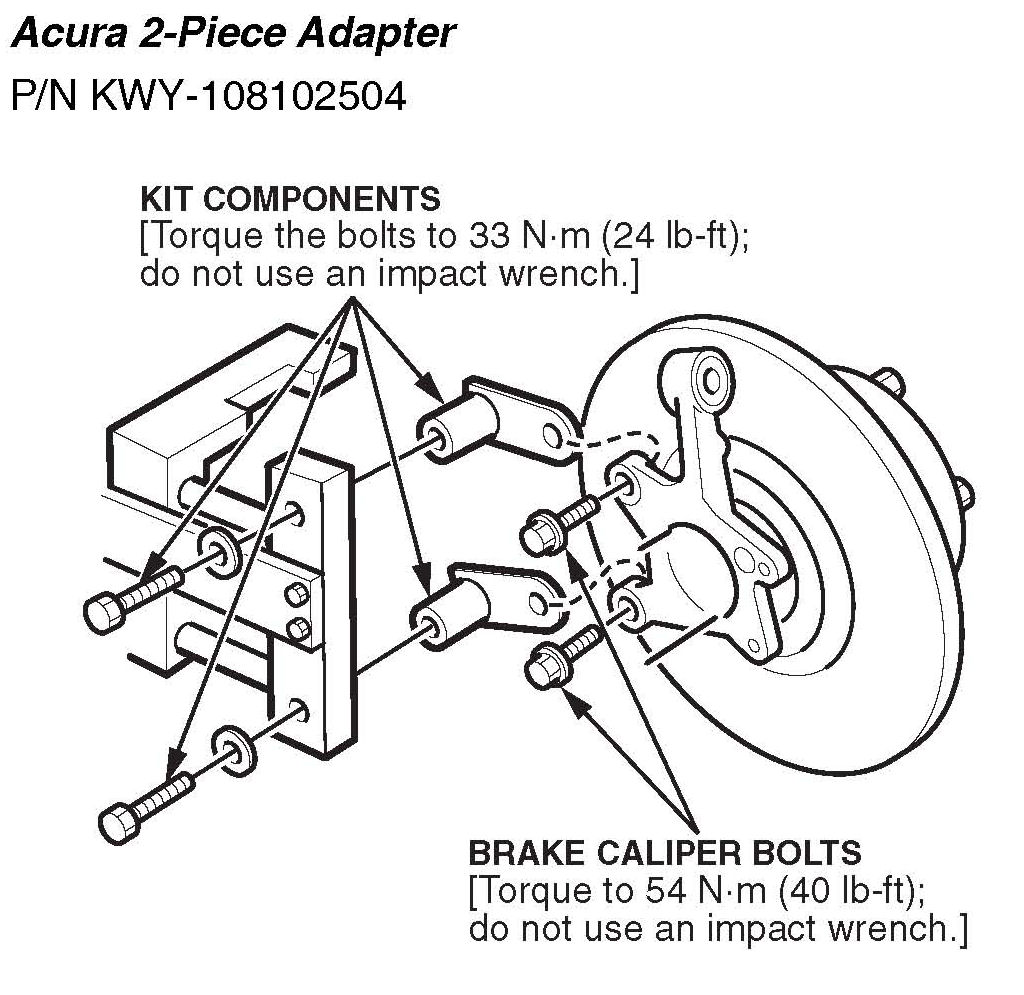 Acura 2-Piece Adapter
P/N KWY-108102504
KIT COMPONENTS
[Torque the bolts to 33 N·m (24 lb-ft);
do not use an impact wrench.]
BRAKE CALIPER BOLTS
[Torque to 54 N·m (40 lb-ft);
do not use an impact wrench.]